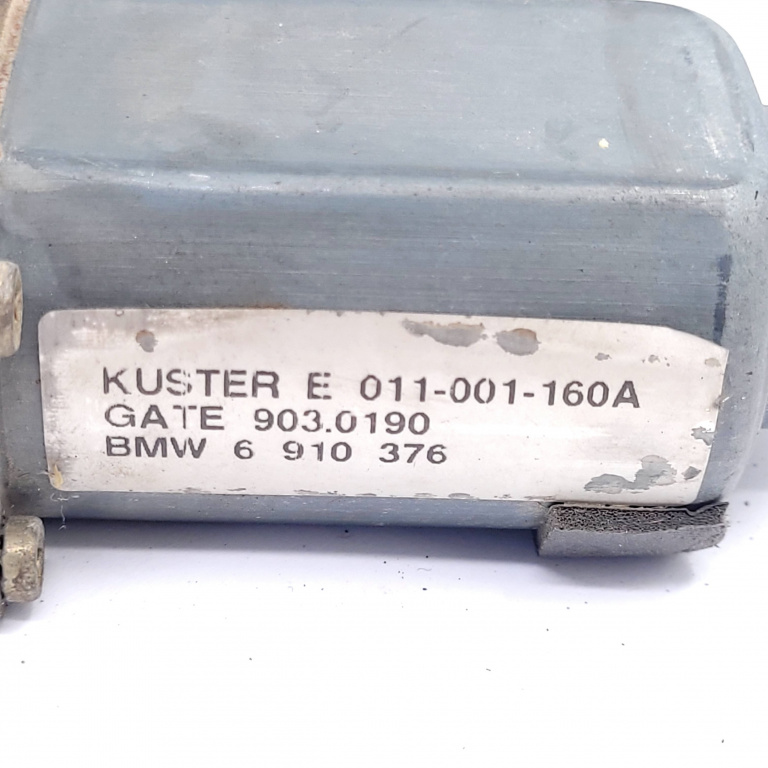 KUSTER E 011-001-160A
GATE 903.0190
BMW 6 910 376